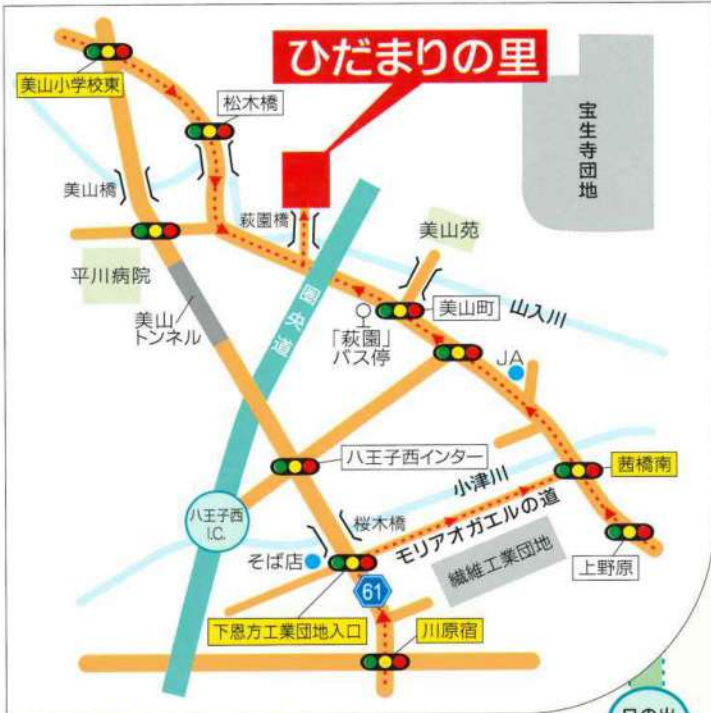 ひだまりの里
美山小学校東
松木橋
宝生寺団地
美山橋
萩園橋
美山苑
平川病院
圏央道
山入川
美山町
美山
トンネル
「萩園」
バス停
JA
八王子西インター
茜橋南
小津川
八王子西
I.C.
桜木橋
モリアオガエルの道
そば店
繊維工業団地
上野原
61
下恩方工業団地入口
川原宿